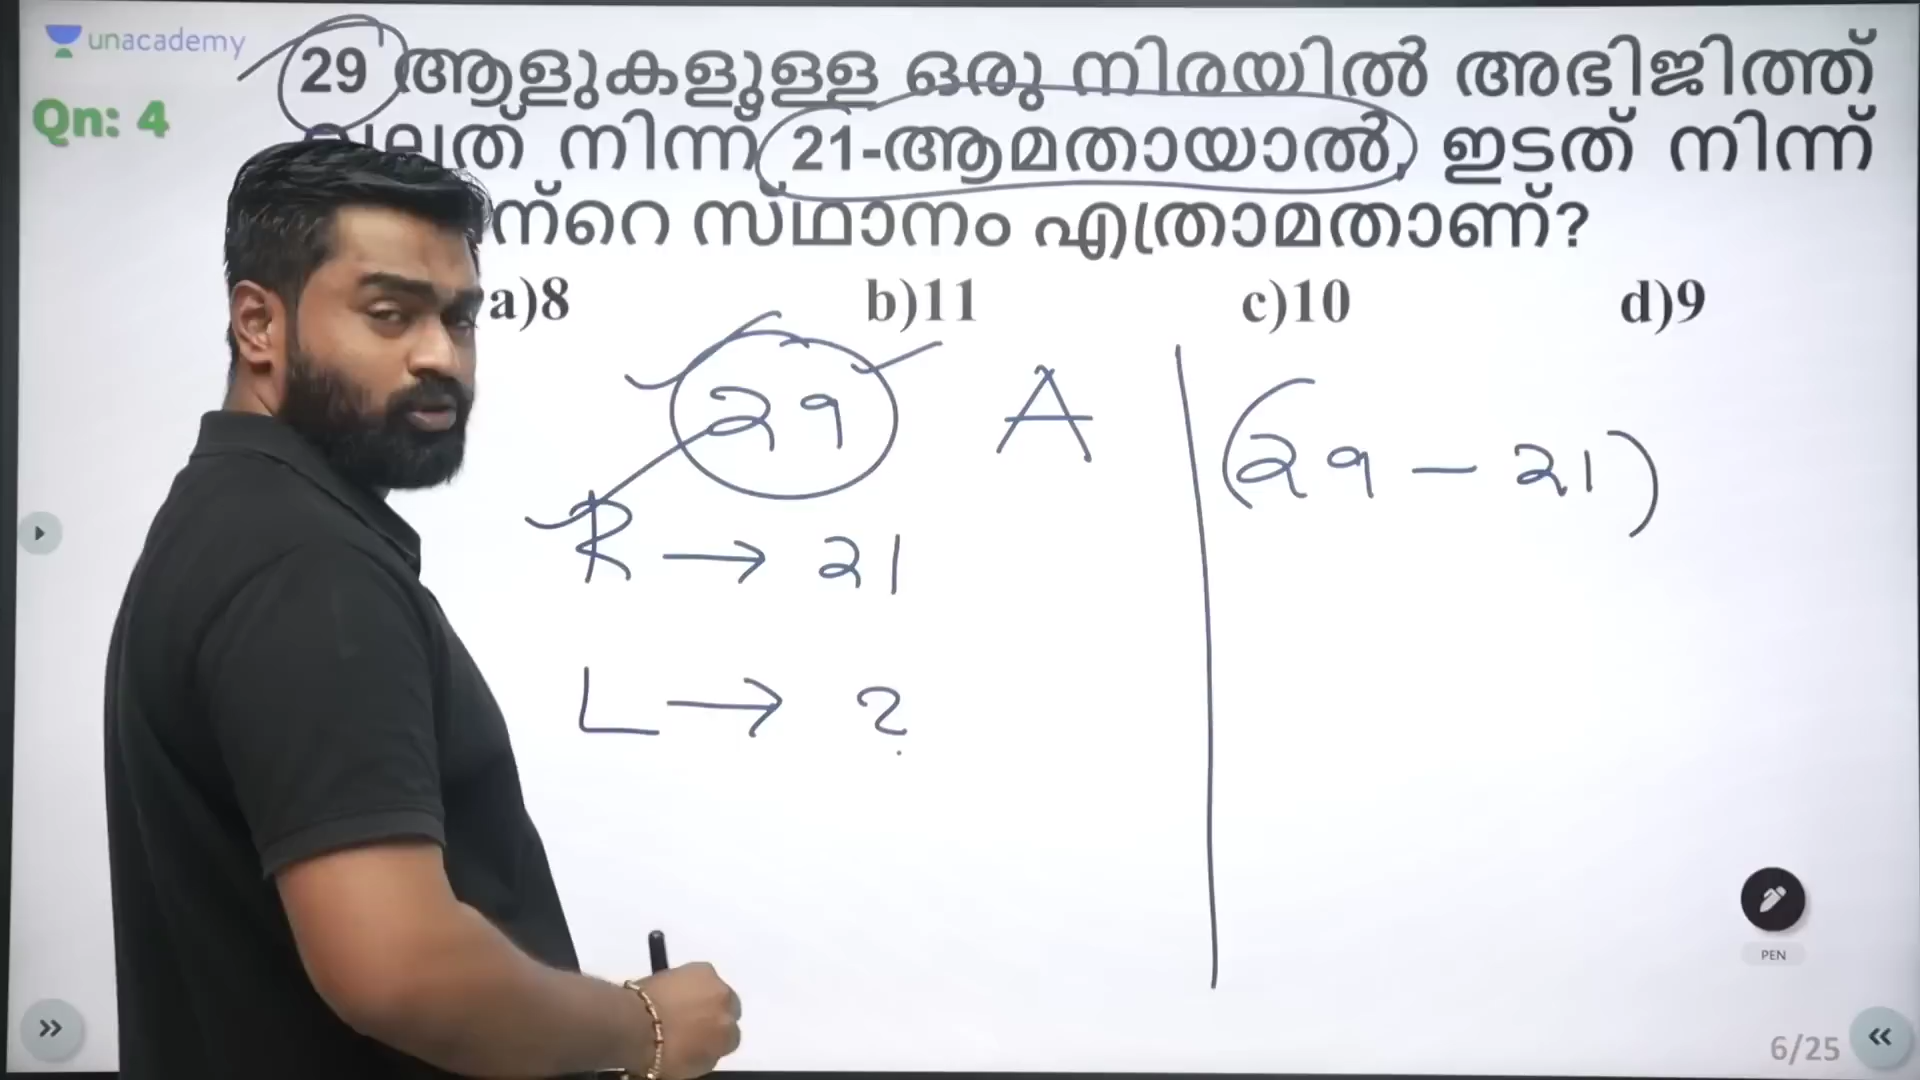 unacademy
Qn: 4
29 ആളുകളുള്ള ഒരു നിരയിൽ അഭിജിത്ത്
നിന്ന് 21-ആമതായാൽ, ഇടത് നിന്ന്
സ്ഥാനം എത്രാമതാണ്?
a)8 b)11 c)10 d)9
29 A (29 - 21)
R → 21
L → ?
PEN
6/25